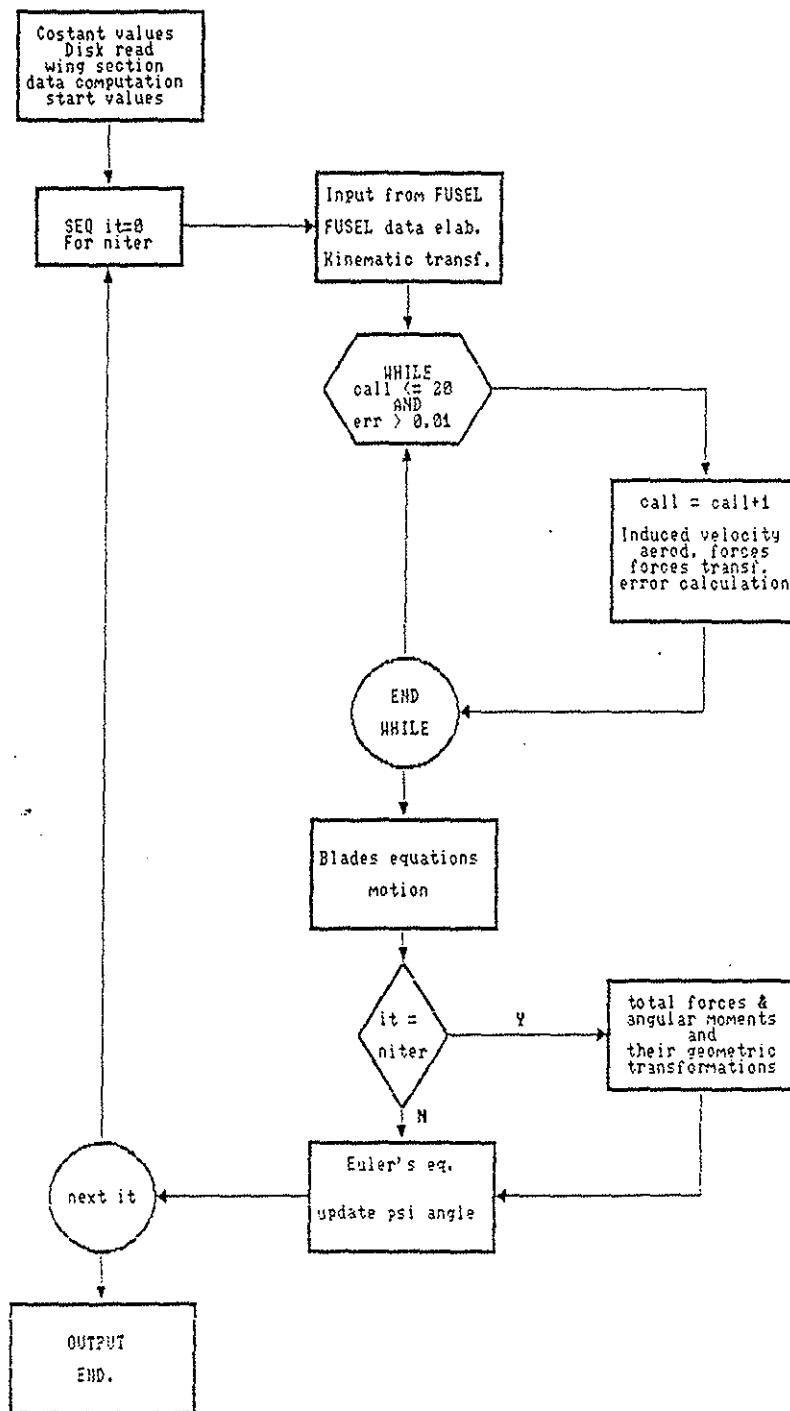 Costant values
Disk read
wing section
data computation
start values
SEQ it=0
For niter
Input from FUSEL
FUSEL data elab.
Kinematic transf.
WHILE
call <= 20
AND
err > 0.01
call = call+1
Induced velocity
aerod. forces
forces transf.
error calculation
END
WHILE
Blades equations
motion
it =
niter
Y
total forces &
angular moments
and
their geometric
transformations
N
Euler's eq.
update psi angle
next it
OUTPUT
END.